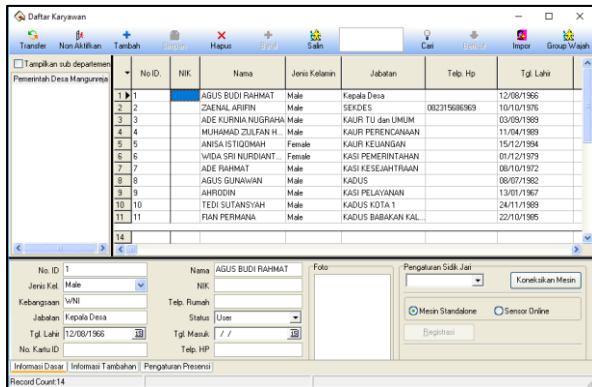 Daftar Karyawan
Transfer Non Aktifkan Tambah Simpan Hapus Batal Salin Cari Berikut Impor Group Wajah
Tampilkan sub departemen
Pemerintah Desa Mangunreja
No ID. NIK Nama Jenis Kelamin Jabatan Telp. Hp Tgl. Lahir
1 1 AGUS BUDI RAHMAT Male Kepala Desa 12/08/1966
2 2 ZAENAL ARIFIN Male SEKDES 082315686969 10/10/1976
3 3 ADE KURNIA NUGRAHA Male KAUR TU dan UMUM 03/09/1989
4 4 MUHAMAD ZULFAN H... Male KAUR PERENCANAAN 11/04/1989
5 5 ANISA ISTIQOMAH Female KAUR KEUANGAN 15/12/1994
6 6 WIDA SRI NURDIANT... Female KASI PEMERINTAHAN 01/12/1979
7 7 ADE RAHMAT Male KASI KESEJAHTRAAN 08/10/1972
8 8 AGUS GUNAWAN Male KADUS 08/07/1982
9 9 AHRODIN Male KASI PELAYANAN 13/01/1967
10 10 TEDI SUTANSYAH Male KADUS KOTA 1 24/11/1989
11 11 FIAN PERMANA Male KADUS BABAKAN KAL... 22/10/1985
14
No. ID 1 Nama AGUS BUDI RAHMAT Foto Pengaturan Sidik Jari
Jenis Kel. Male NIK Koneksikan Mesin
Kebangsaan WNI Telp. Rumah
Jabatan Kepala Desa Status User Mesin Standalone Sensor Online
Tgl. Lahir 12/08/1966 15 Tgl. Masuk / / 15 Registrasi
No. Kartu ID Telp. HP
Informasi Dasar Informasi Tambahan Pengaturan Presensi
Record Count:14